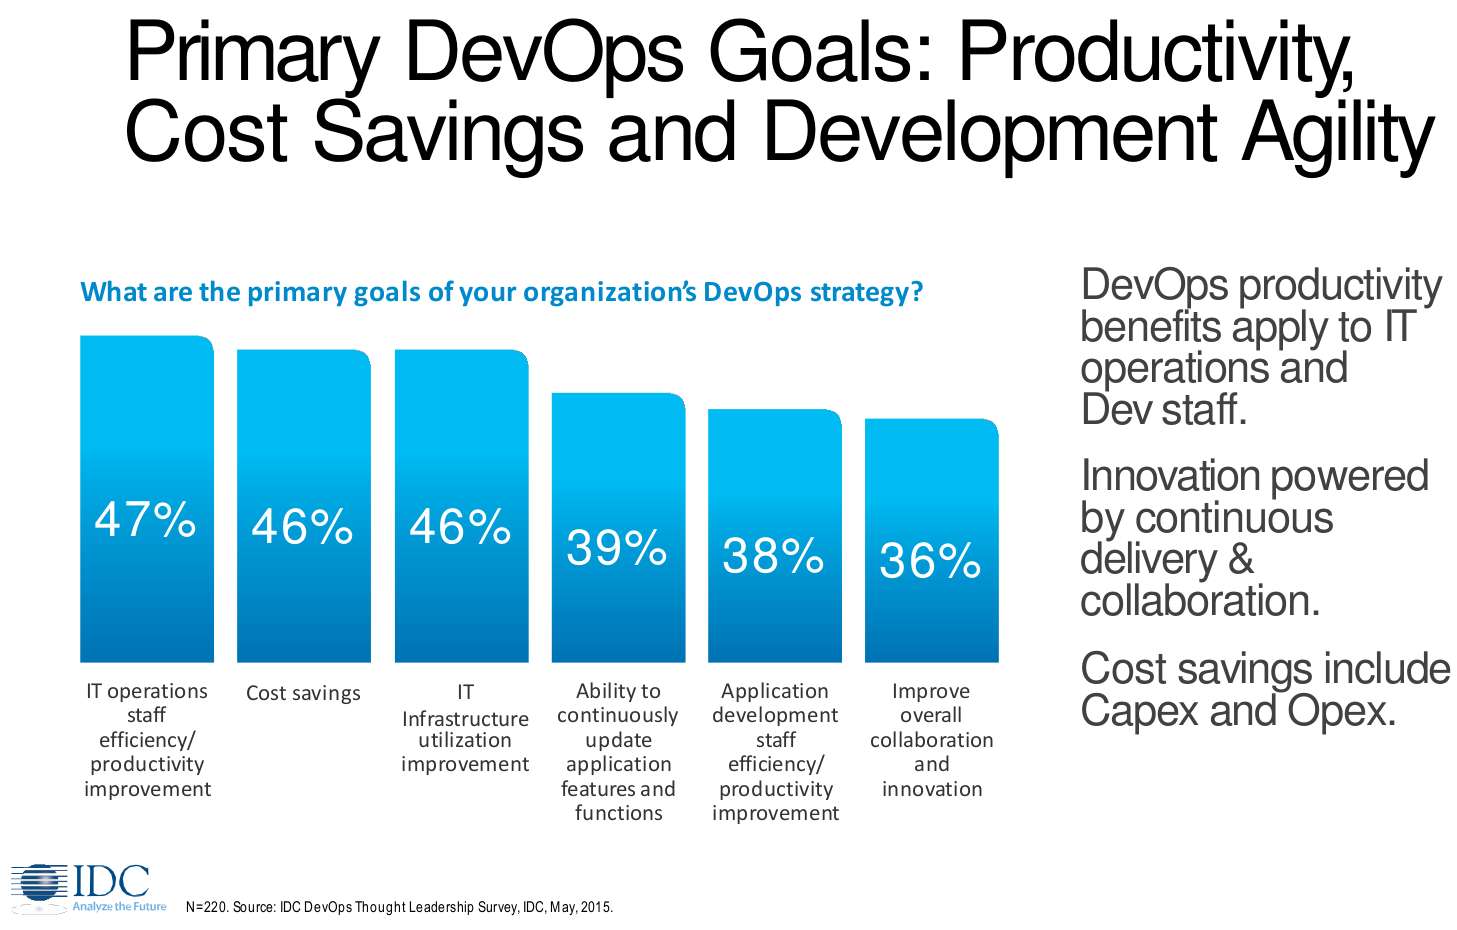 Primary DevOps Goals: Productivity,
Cost Savings and Development Agility
What are the primary goals of your organization's DevOps strategy?
47%
46%
46%
39%
38%
36%
IT operations
staff
efficiency/
productivity
improvement
Cost savings
IT
Infrastructure
utilization
improvement
Ability to
continuously
update
application
features and
functions
Application
development
staff
efficiency/
productivity
improvement
Improve
overall
collaboration
and
innovation
DevOps productivity
benefits apply to IT
operations and
Dev staff.
Innovation powered
by continuous
delivery &
collaboration.
Cost savings include
Capex and Opex.
IDC
Analyze the Future
N=220. Source: IDC DevOps Thought Leadership Survey, IDC, May, 2015.